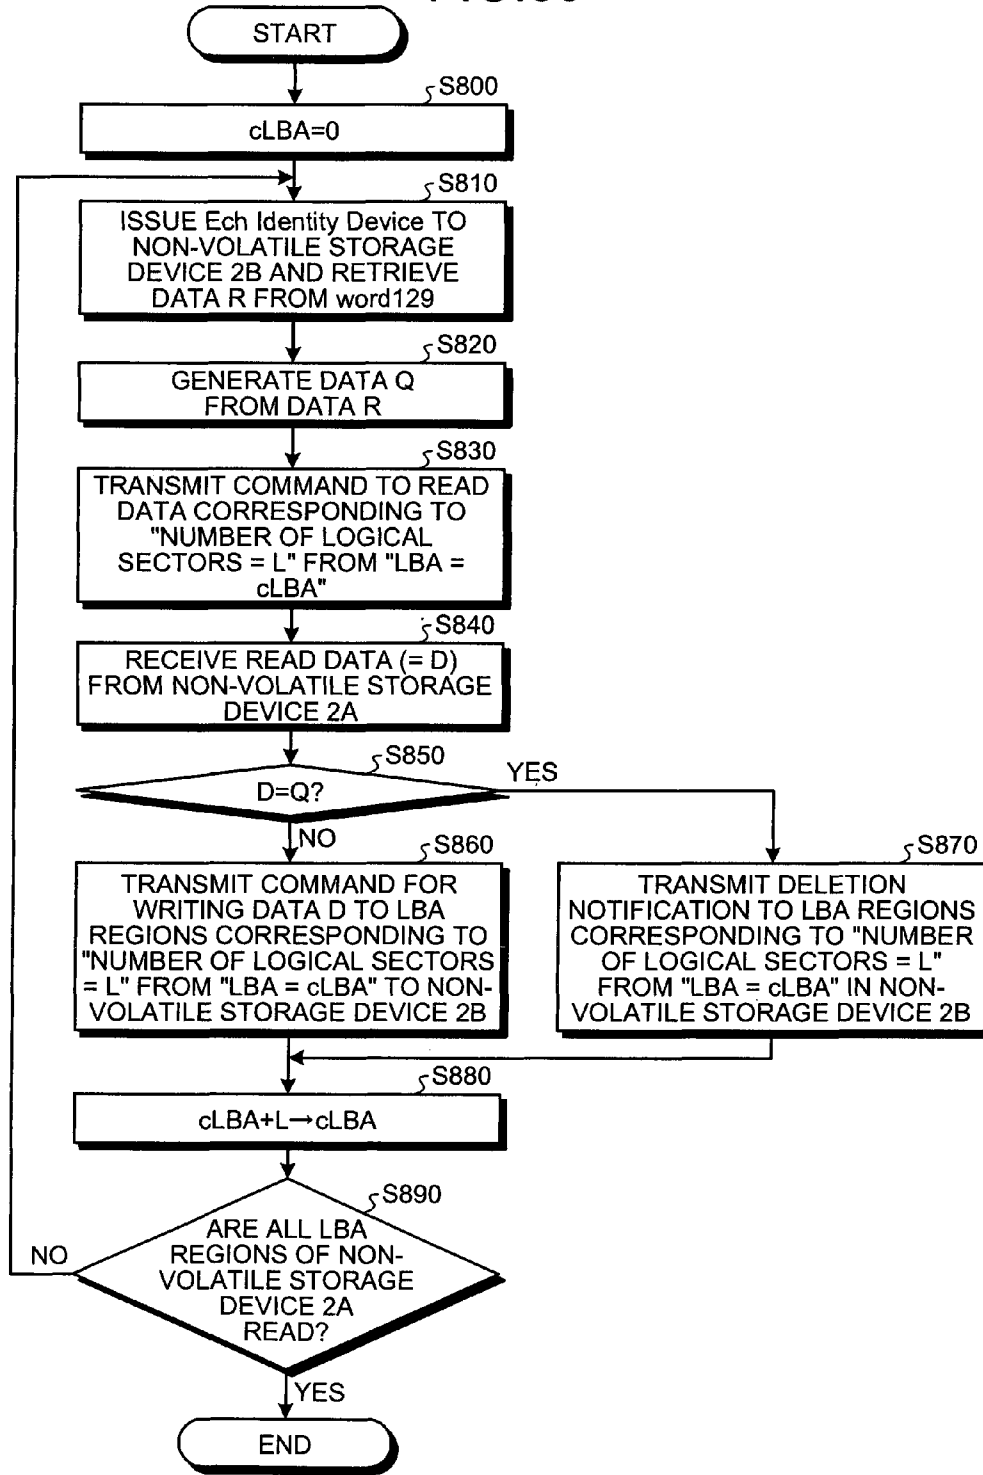 START
S800
cLBA=0
S810
ISSUE Ech Identity Device TO
NON-VOLATILE STORAGE
DEVICE 2B AND RETRIEVE
DATA R FROM word129
S820
GENERATE DATA Q
FROM DATA R
S830
TRANSMIT COMMAND TO READ
DATA CORRESPONDING TO
"NUMBER OF LOGICAL
SECTORS = L" FROM "LBA =
cLBA"
S840
RECEIVE READ DATA (= D)
FROM NON-VOLATILE STORAGE
DEVICE 2A
S850
D=Q?
YES
NO
S860
TRANSMIT COMMAND FOR
WRITING DATA D TO LBA
REGIONS CORRESPONDING TO
"NUMBER OF LOGICAL SECTORS
= L" FROM "LBA = cLBA" TO NON-
VOLATILE STORAGE DEVICE 2B
S870
TRANSMIT DELETION
NOTIFICATION TO LBA REGIONS
CORRESPONDING TO "NUMBER
OF LOGICAL SECTORS = L"
FROM "LBA = cLBA" IN NON-
VOLATILE STORAGE DEVICE 2B
S880
cLBA+L→cLBA
S890
ARE ALL LBA
REGIONS OF NON-
VOLATILE STORAGE
DEVICE 2A
READ?
NO
YES
END